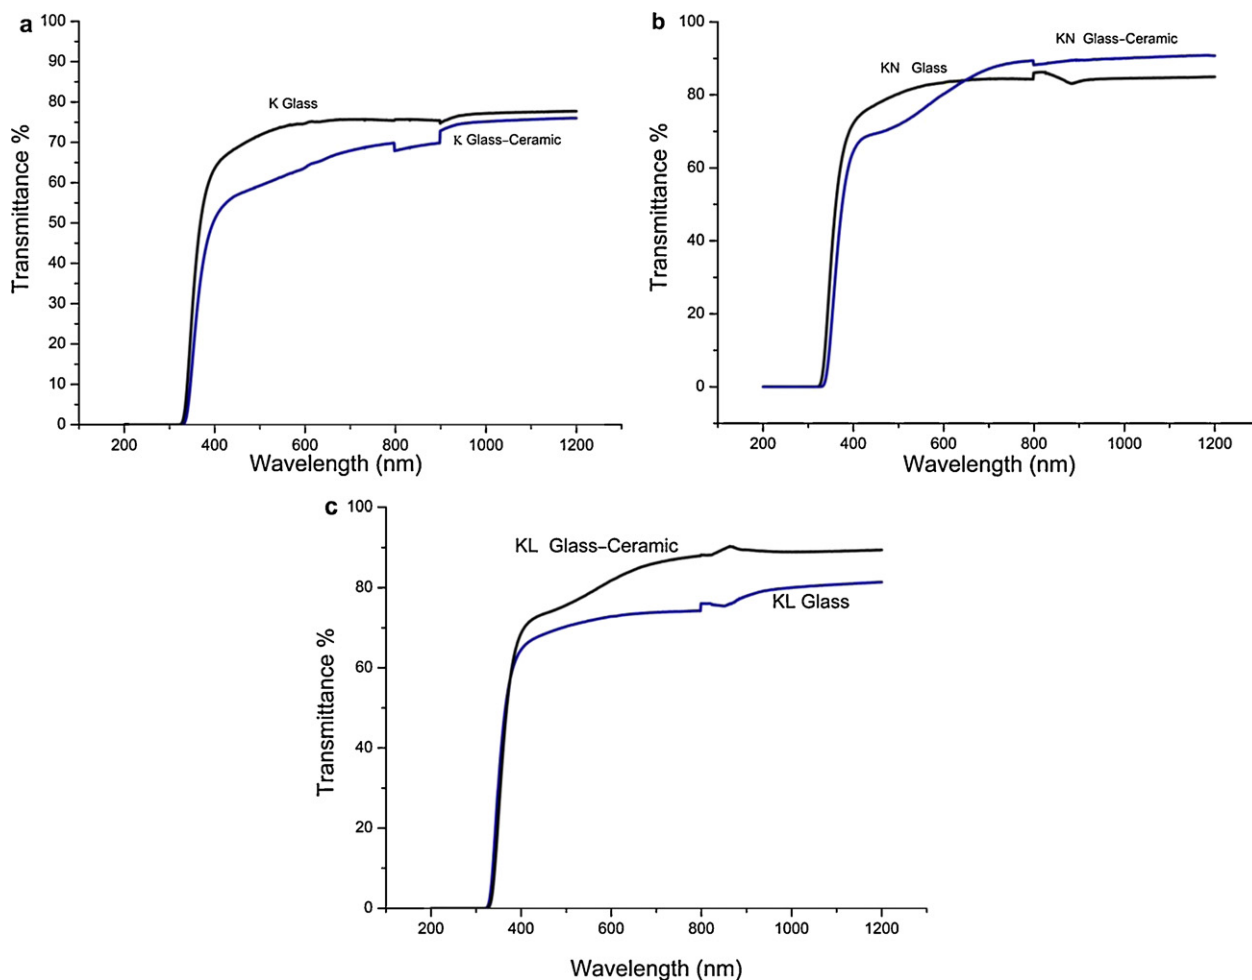 a
100
90
80
70
60
50
40
30
20
10
0
Transmittance %
K Glass
K Glass-Ceramic
200 400 600 800 1000 1200
Wavelength (nm)
b
100
80
60
40
20
0
Transmittance %
KN Glass-Ceramic
KN Glass
200 400 600 800 1000 1200
Wavelength (nm)
c
100
80
60
40
20
0
Transmittance %
KL Glass-Ceramic
KL Glass
200 400 600 800 1000 1200
Wavelength (nm)